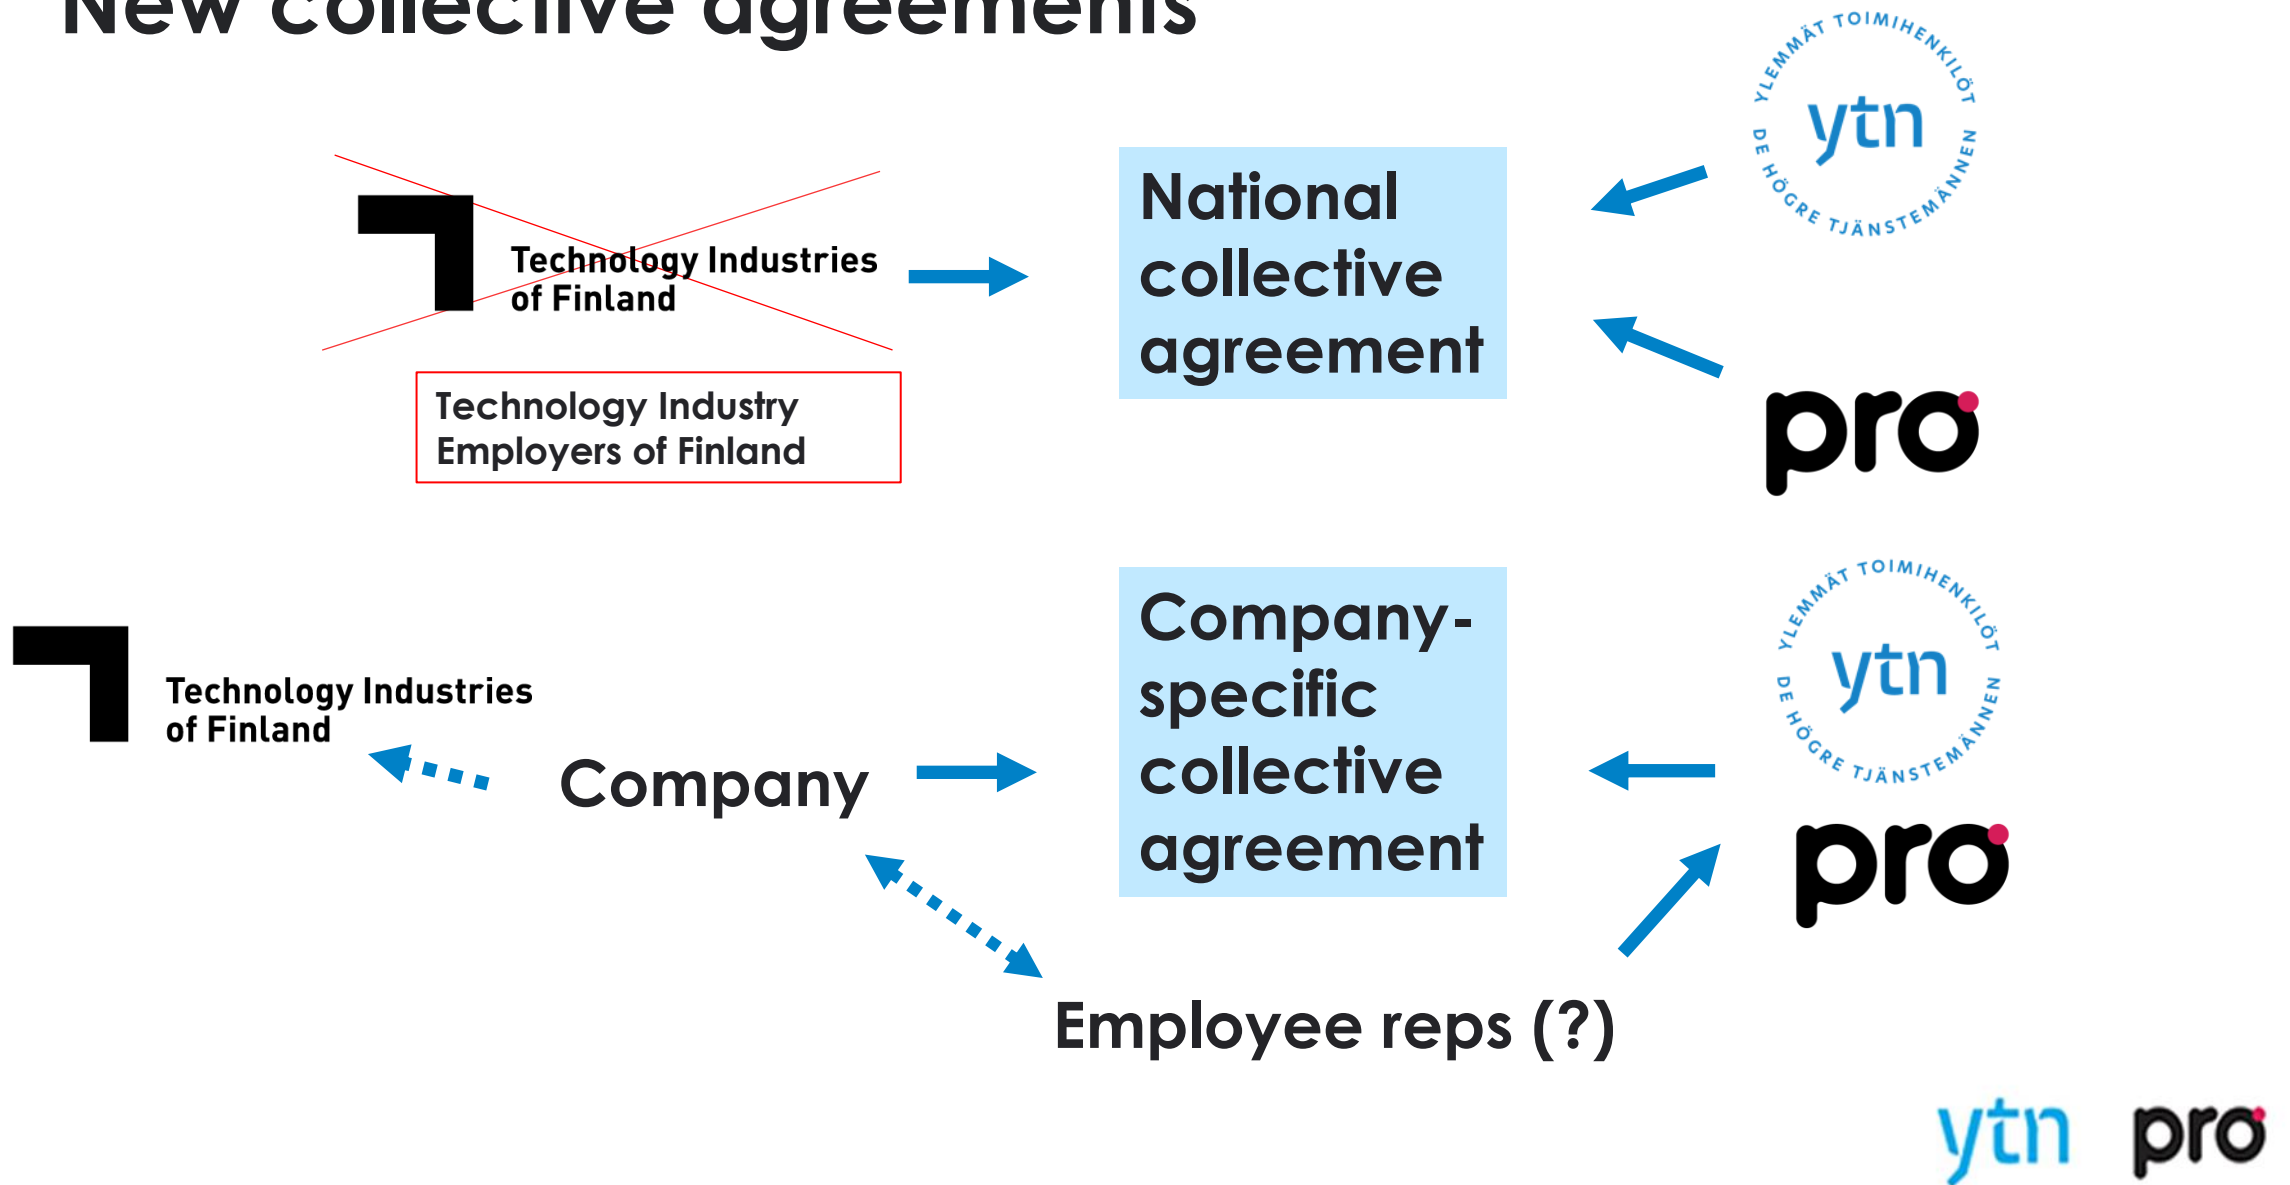 New collective agreements
YLEMMÄT TOIMIHENKILÖT
ytn
DE HÖGRE TJÄNSTEMÄNNEN
Technology Industries
of Finland
National
collective
agreement
Technology Industry
Employers of Finland
pro
Technology Industries
of Finland
Company
Company-
specific
collective
agreement
YLEMMÄT TOIMIHENKILÖT
ytn
DE HÖGRE TJÄNSTEMÄNNEN
pro
Employee reps (?)
ytn pro